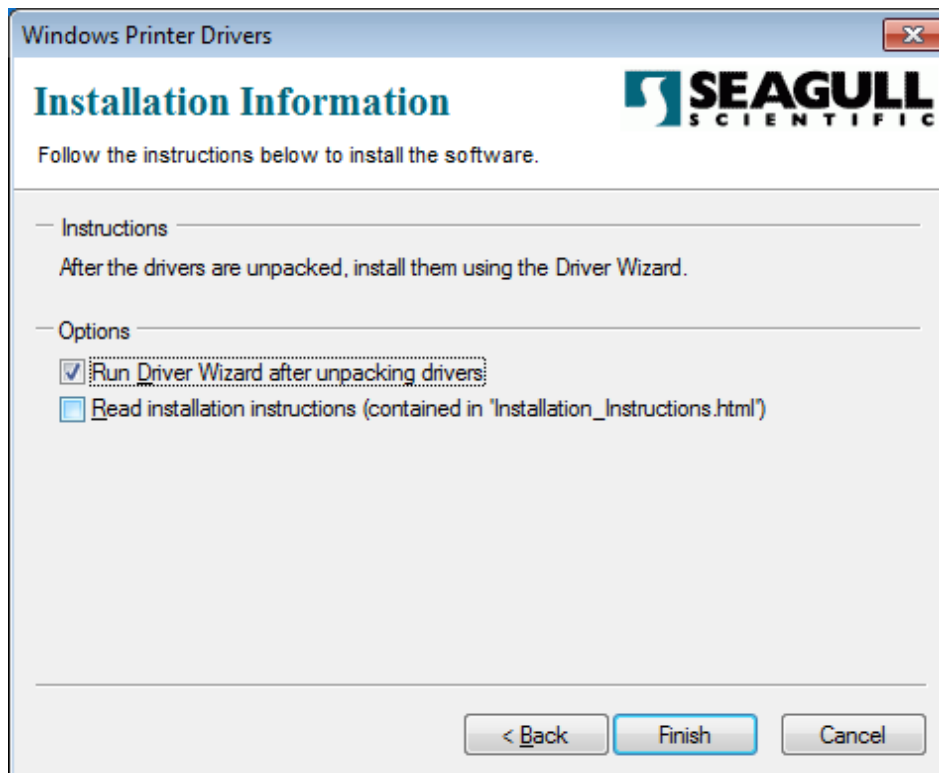 Windows Printer Drivers
Installation Information
SEAGULL
SCIENTIFIC
Follow the instructions below to install the software.
Instructions
After the drivers are unpacked, install them using the Driver Wizard.
Options
Run Driver Wizard after unpacking drivers
Read installation instructions (contained in 'Installation_Instructions.html')
< Back
Finish
Cancel